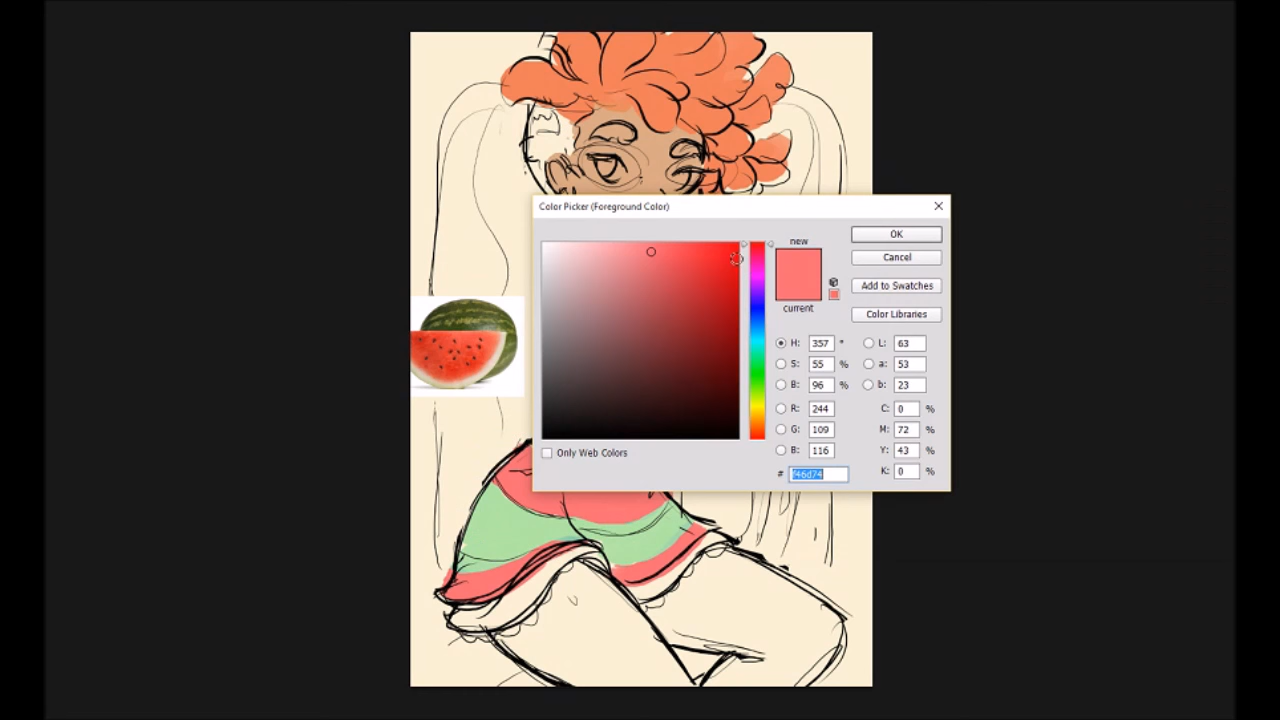 Color Picker (Foreground Color)
new
current
OK
Cancel
Add to Swatches
Color Libraries
H: 357 °
S: 55 %
B: 96 %
R: 244
G: 109
B: 116
# f46d74
L: 63
a: 53
b: 23
C: 0 %
M: 72 %
Y: 43 %
K: 0 %
Only Web Colors